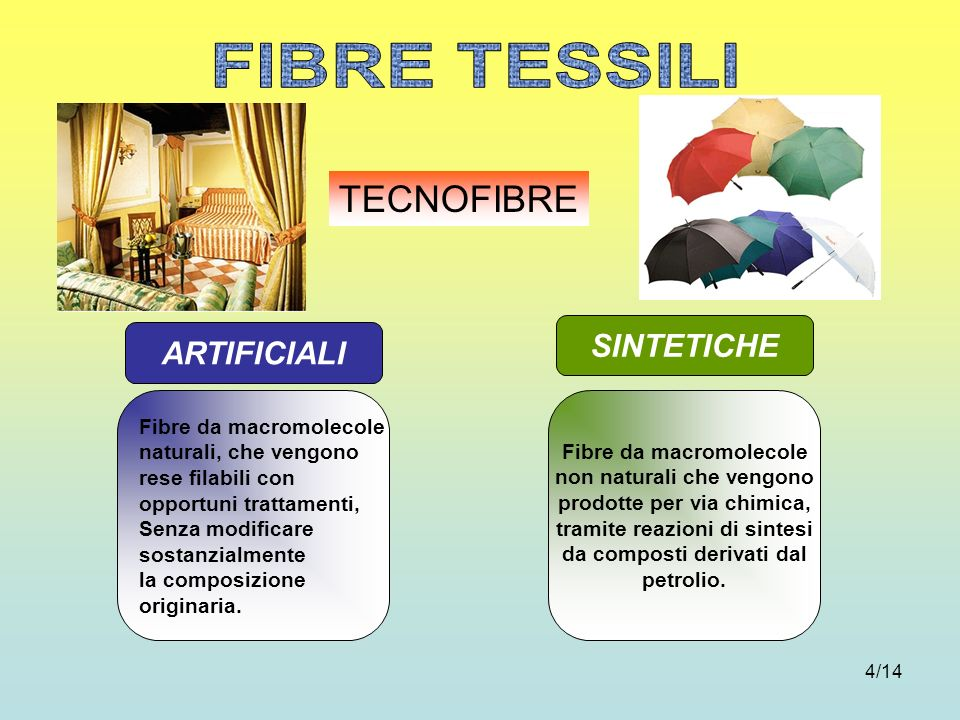 FIBRE TESSILI
TECNOFIBRE
ARTIFICIALI
Fibre da macromolecole
naturali, che vengono
rese filabili con
opportuni trattamenti,
Senza modificare
sostanzialmente
la composizione
originaria.
SINTETICHE
Fibre da macromolecole
non naturali che vengono
prodotte per via chimica,
tramite reazioni di sintesi
da composti derivati dal
petrolio.
4/14